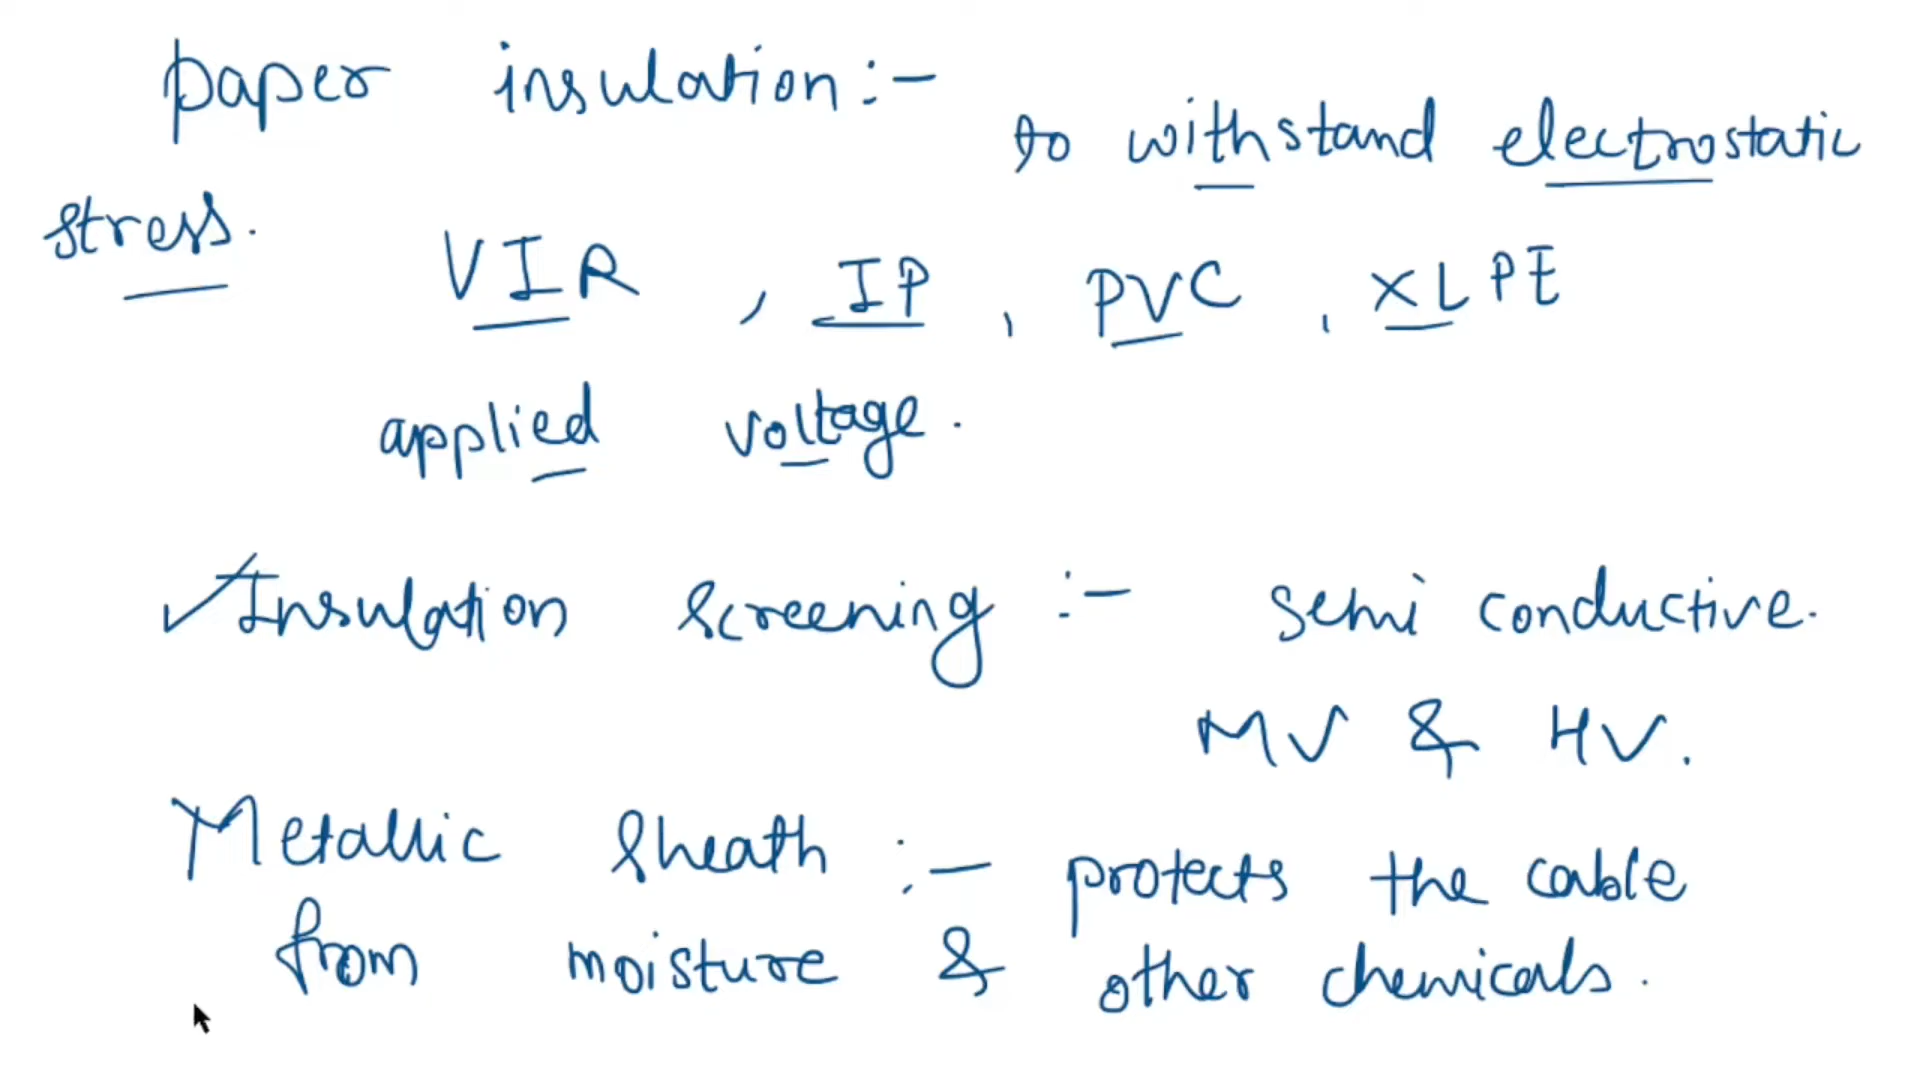 paper insulation:- to withstand electrostatic
stress.
VIR, IP, PVC, XLPE
applied voltage.
Insulation screening :- semi conductive.
MV & HV.
Metallic sheath :- protects the cable
from moisture & other chemicals.